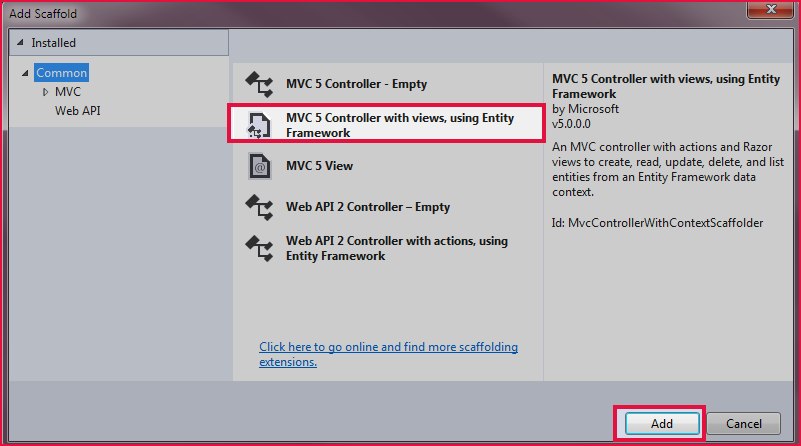 Add Scaffold
Installed
Common
MVC
Web API
MVC 5 Controller - Empty
MVC 5 Controller with views, using Entity
Framework
MVC 5 View
Web API 2 Controller – Empty
Web API 2 Controller with actions, using
Entity Framework
Click here to go online and find more scaffolding
extensions.
MVC 5 Controller with views, using Entity
Framework
by Microsoft
v5.0.0.0
An MVC controller with actions and Razor
views to create, read, update, delete, and list
entities from an Entity Framework data
context.
Id: MvcControllerWithContextScaffolder
Add
Cancel